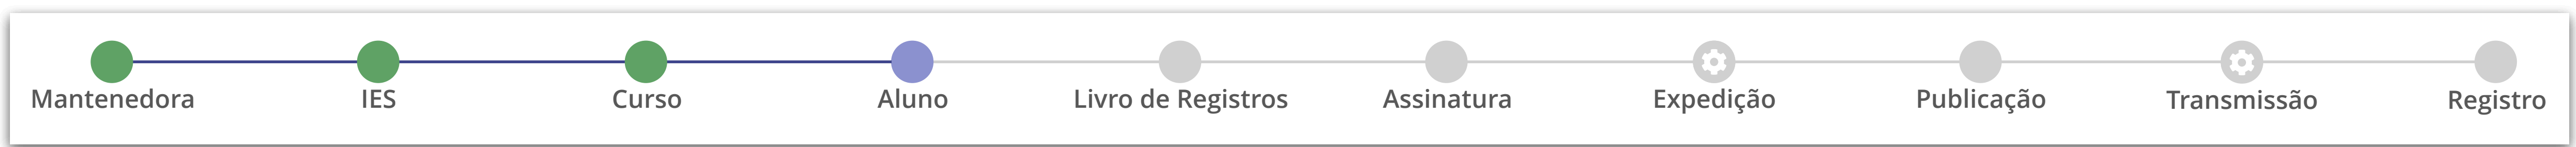 Mantenedora IES Curso Aluno Livro de Registros Assinatura Expedição Publicação Transmissão Registro